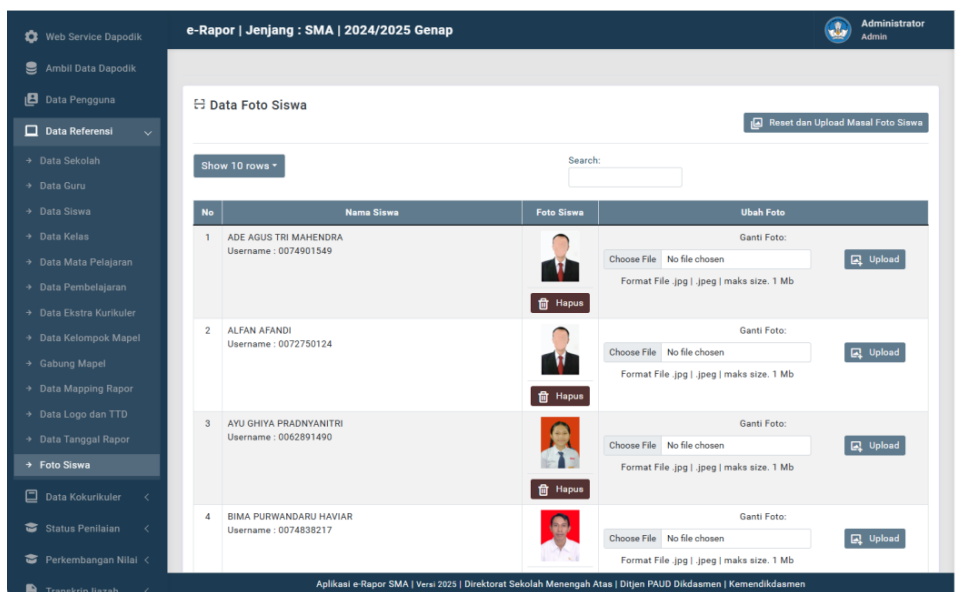 e-Rapor | Jenjang : SMA | 2024/2025 Genap
Administrator
Admin
Web Service Dapodik
Ambil Data Dapodik
Data Pengguna
Data Referensi
Data Sekolah
Data Guru
Data Siswa
Data Kelas
Data Mata Pelajaran
Data Pembelajaran
Data Ekstra Kurikuler
Data Kelompok Mapel
Gabung Mapel
Data Mapping Rapor
Data Logo dan TTD
Data Tanggal Rapor
Foto Siswa
Data Kokurikuler
Status Penilaian
Perkembangan Nilai
Transkrip Ijazah
Data Foto Siswa
Reset dan Upload Masal Foto Siswa
Show 10 rows
Search:
No Nama Siswa Foto Siswa Ubah Foto
1 ADE AGUS TRI MAHENDRA Ganti Foto:
Username : 0074901549
Choose File No file chosen Upload
Format File .jpg | .jpeg | maks size. 1 Mb
Hapus
2 ALFAN AFANDI Ganti Foto:
Username : 0072750124
Choose File No file chosen Upload
Format File .jpg | .jpeg | maks size. 1 Mb
Hapus
3 AYU GHIYA PRADNYANITRI Ganti Foto:
Username : 0062891490
Choose File No file chosen Upload
Format File .jpg | .jpeg | maks size. 1 Mb
Hapus
4 BIMA PURWANDARU HAVIAR Ganti Foto:
Username : 0074838217
Choose File No file chosen Upload
Format File .jpg | .jpeg | maks size. 1 Mb
Aplikasi e-Rapor SMA | Versi 2025 | Direktorat Sekolah Menengah Atas | Ditjen PAUD Dikdasmen | Kemendikdasmen